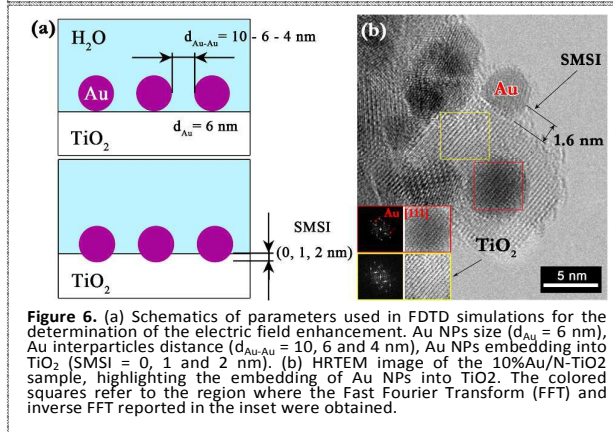 (a)
H2O
dAu-Au= 10 - 6 - 4 nm
Au
dAu= 6 nm
TiO2
SMSI
(0, 1, 2 nm)
TiO2
(b)
SMSI
Au
1.6 nm
Au [111]
TiO2
5 nm
Figure 6. (a) Schematics of parameters used in FDTD simulations for the
determination of the electric field enhancement. Au NPs size (dAu = 6 nm),
Au interparticles distance (dAu-Au = 10, 6 and 4 nm), Au NPs embedding into
TiO2 (SMSI = 0, 1 and 2 nm). (b) HRTEM image of the 10%Au/N-TiO2
sample, highlighting the embedding of Au NPs into TiO2. The colored
squares refer to the region where the Fast Fourier Transform (FFT) and
inverse FFT reported in the inset were obtained.